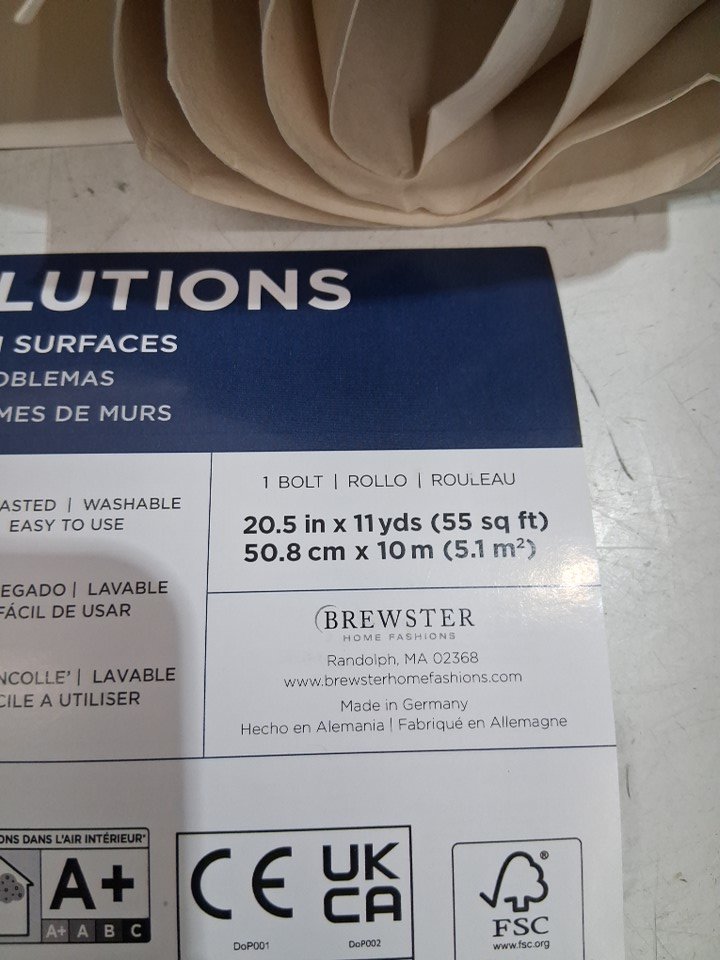 LUTIONS
SURFACES
OBLEMAS
MES DE MURS
ASTED | WASHABLE
EASY TO USE
EGADO | LAVABLE
FÁCIL DE USAR
NCOLLE' | LAVABLE
CILE A UTILISER
1 BOLT | ROLLO | ROULEAU
20.5 in x 11 yds (55 sq ft)
50.8 cm x 10 m (5.1 m²)
BREWSTER
HOME FASHIONS
Randolph, MA 02368
www.brewsterhomefashions.com
Made in Germany
Hecho en Alemania | Fabriqué en Allemagne
ONS DANS L'AIR INTÉRIEUR*
A+
A+ A B C
CE
DoP001
UK
CA
DoP002
®
FSC
www.fsc.org